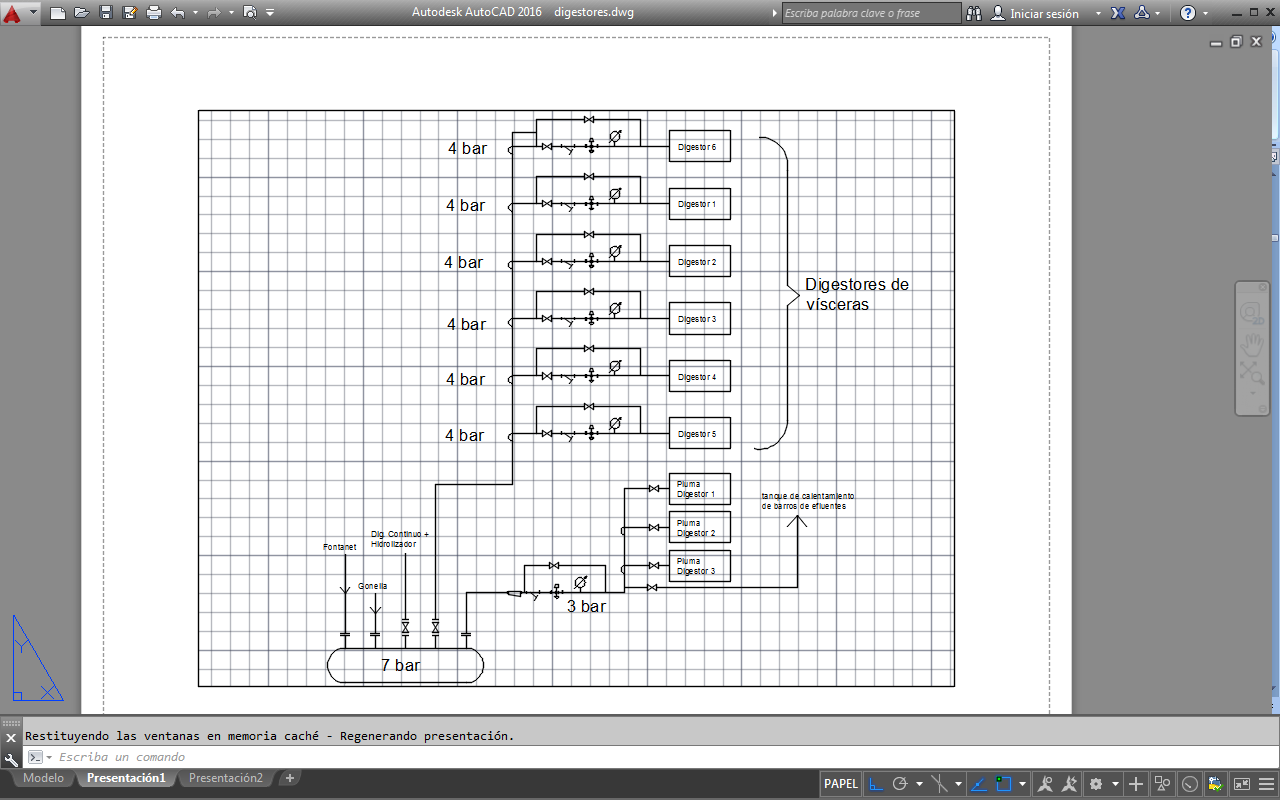 Autodesk AutoCAD 2016 digestores.dwg
Escriba palabra clave o frase
Iniciar sesión
4 bar
Digestor 6
4 bar
Digestor 1
4 bar
Digestor 2
Digestores de
vísceras
4 bar
Digestor 3
4 bar
Digestor 4
4 bar
Digestor 5
Pluma
Digestor 1
tanque de calentamiento
de barros de efluentes
Pluma
Digestor 2
Dig. Continuo +
Hidrolizador
Fontanet
Pluma
Digestor 3
Gonella
3 bar
7 bar
Y
X
Restituyendo las ventanas en memoria caché - Regenerando presentación.
Escriba un comando
Modelo
Presentación1
Presentación2
PAPEL